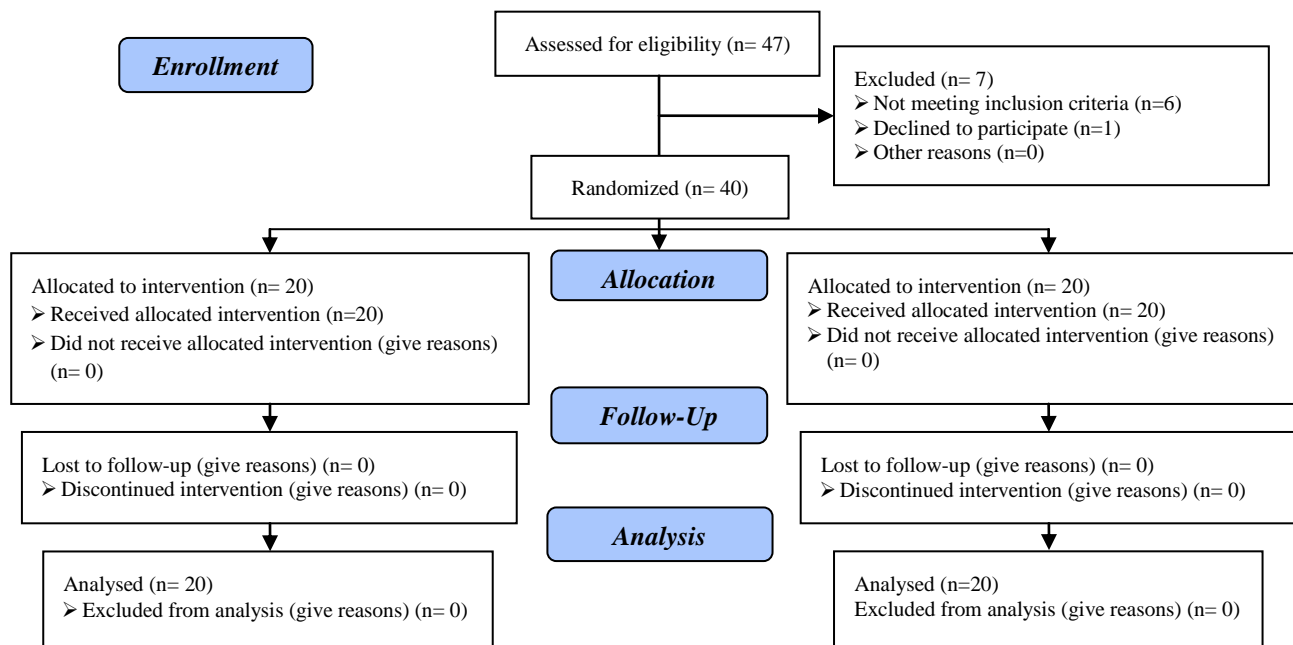 Assessed for eligibility (n= 47)
Enrollment
Excluded (n= 7)
➢ Not meeting inclusion criteria (n=6)
➢ Declined to participate (n=1)
➢ Other reasons (n=0)
Randomized (n= 40)
Allocation
Allocated to intervention (n= 20)
➢ Received allocated intervention (n=20)
➢ Did not receive allocated intervention (give reasons)
(n= 0)
Allocated to intervention (n= 20)
➢ Received allocated intervention (n= 20)
➢ Did not receive allocated intervention (give reasons)
(n= 0)
Follow-Up
Lost to follow-up (give reasons) (n= 0)
➢ Discontinued intervention (give reasons) (n= 0)
Lost to follow-up (give reasons) (n= 0)
➢ Discontinued intervention (give reasons) (n= 0)
Analysis
Analysed (n= 20)
➢ Excluded from analysis (give reasons) (n= 0)
Analysed (n=20)
Excluded from analysis (give reasons) (n= 0)